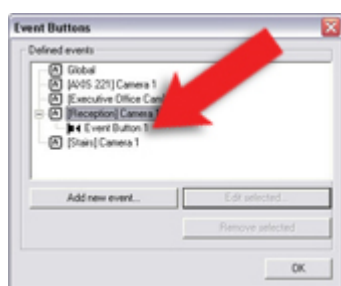 Event Buttons
Defined events
Global
[AXIS 221] Camera 1
[Executive Office Cam
[Reception] Camera 1
Event Button 1
[Stairs] Camera 1
Add new event...
Edit selected...
Remove selected
OK